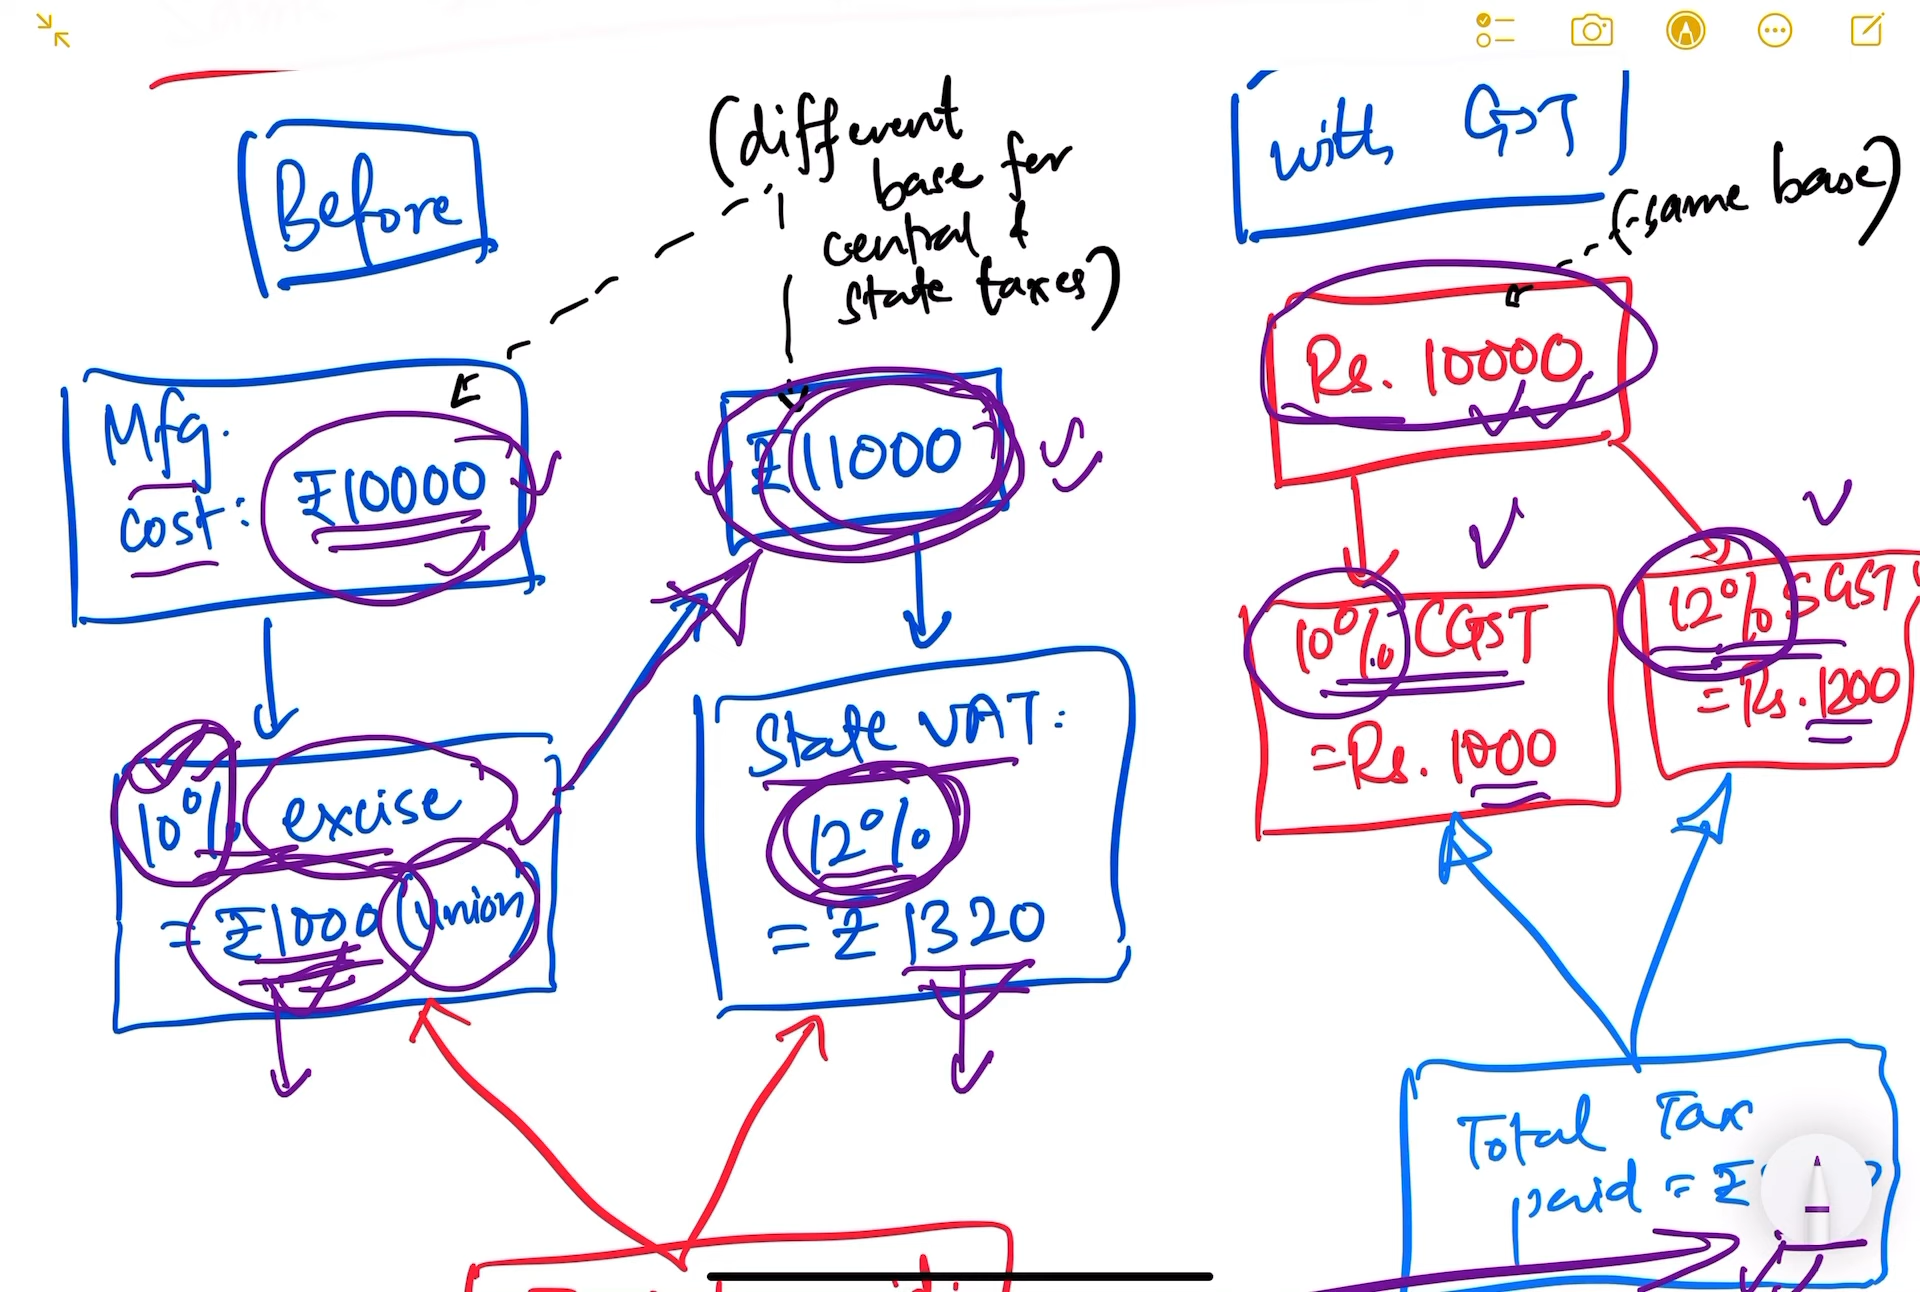 Before
(different
base for
central &
state taxes)
with GST
(same base)
Mfg.
cost: ₹10000
₹11000
Rs. 10000
10% excise
= ₹1000 (union)
State VAT:
12%
= ₹1320
10% CGST
= Rs. 1000
12% SGST
= Rs. 1200
Total Tax
paid = ₹